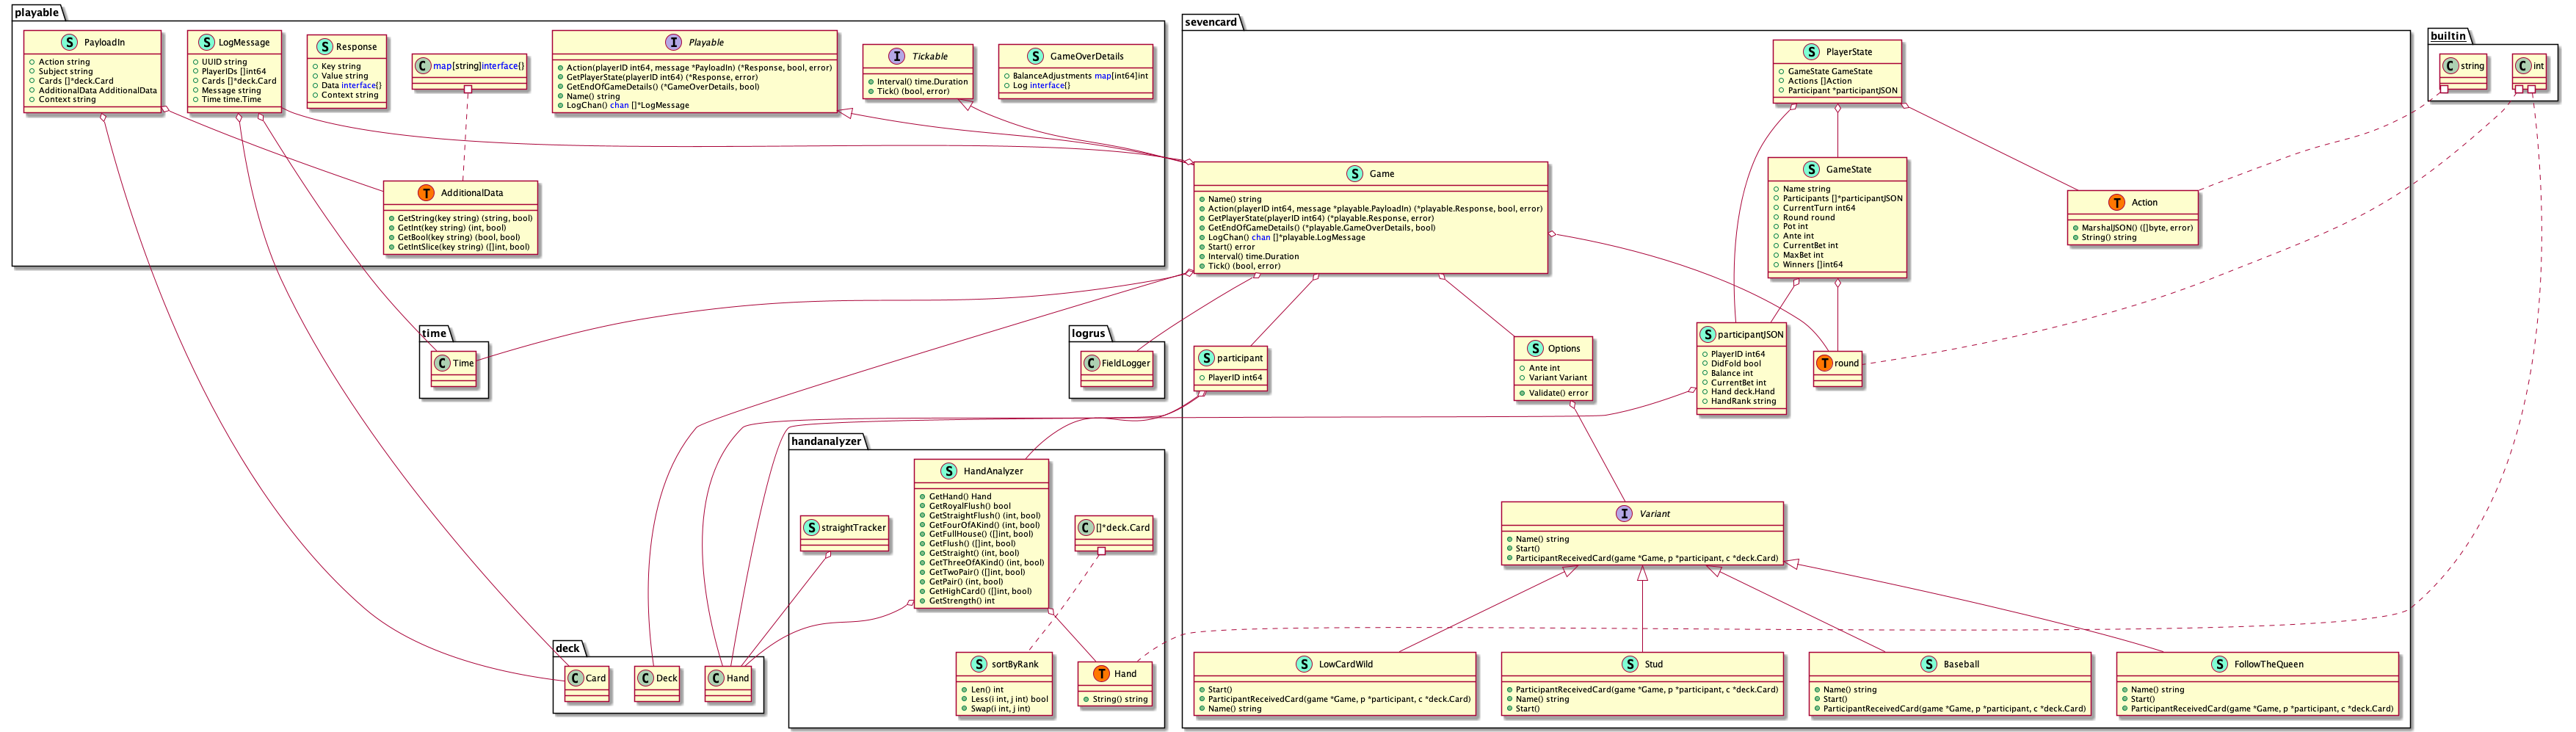 playable
S PayloadIn
Action string
Subject string
Cards []*deck.Card
AdditionalData AdditionalData
Context string
S LogMessage
UUID string
PlayerIDs []int64
Cards []*deck.Card
Message string
Time time.Time
S Response
Key string
Value string
Data interface{}
Context string
C map[string]interface{}
I Playable
Action(playerID int64, message *PayloadIn) (*Response, bool, error)
GetPlayerState(playerID int64) (*Response, error)
GetEndOfGameDetails() (*GameOverDetails, bool)
Name() string
LogChan() chan []*LogMessage
I Tickable
Interval() time.Duration
Tick() (bool, error)
S GameOverDetails
BalanceAdjustments map[int64]int
Log interface{}
T AdditionalData
GetString(key string) (string, bool)
GetInt(key string) (int, bool)
GetBool(key string) (bool, bool)
GetIntSlice(key string) ([]int, bool)
sevencard
S PlayerState
GameState GameState
Actions []Action
Participant *participantJSON
S Game
Name() string
Action(playerID int64, message *playable.PayloadIn) (*playable.Response, bool, error)
GetPlayerState(playerID int64) (*playable.Response, error)
GetEndOfGameDetails() (*playable.GameOverDetails, bool)
LogChan() chan []*playable.LogMessage
Start() error
Interval() time.Duration
Tick() (bool, error)
S GameState
Name string
Participants []*participantJSON
CurrentTurn int64
Round round
Pot int
Ante int
CurrentBet int
MaxBet int
Winners []int64
T Action
MarshalJSON() ([]byte, error)
String() string
builtin
C string
C int
time
C Time
logrus
C FieldLogger
S participant
PlayerID int64
S Options
Ante int
Variant Variant
Validate() error
S participantJSON
PlayerID int64
DidFold bool
Balance int
CurrentBet int
Hand deck.Hand
HandRank string
T round
handanalyzer
S HandAnalyzer
GetHand() Hand
GetRoyalFlush() bool
GetStraightFlush() (int, bool)
GetFourOfAKind() (int, bool)
GetFullHouse() ([]int, bool)
GetFlush() ([]int, bool)
GetStraight() (int, bool)
GetThreeOfAKind() (int, bool)
GetTwoPair() ([]int, bool)
GetPair() (int, bool)
GetHighCard() ([]int, bool)
GetStrength() int
S straightTracker
C []*deck.Card
S sortByRank
Len() int
Less(i int, j int) bool
Swap(i int, j int)
T Hand
String() string
deck
C Card
C Deck
C Hand
I Variant
Name() string
Start()
ParticipantReceivedCard(game *Game, p *participant, c *deck.Card)
S LowCardWild
Start()
ParticipantReceivedCard(game *Game, p *participant, c *deck.Card)
Name() string
S Stud
ParticipantReceivedCard(game *Game, p *participant, c *deck.Card)
Name() string
Start()
S Baseball
Name() string
Start()
ParticipantReceivedCard(game *Game, p *participant, c *deck.Card)
S FollowTheQueen
Name() string
Start()
ParticipantReceivedCard(game *Game, p *participant, c *deck.Card)